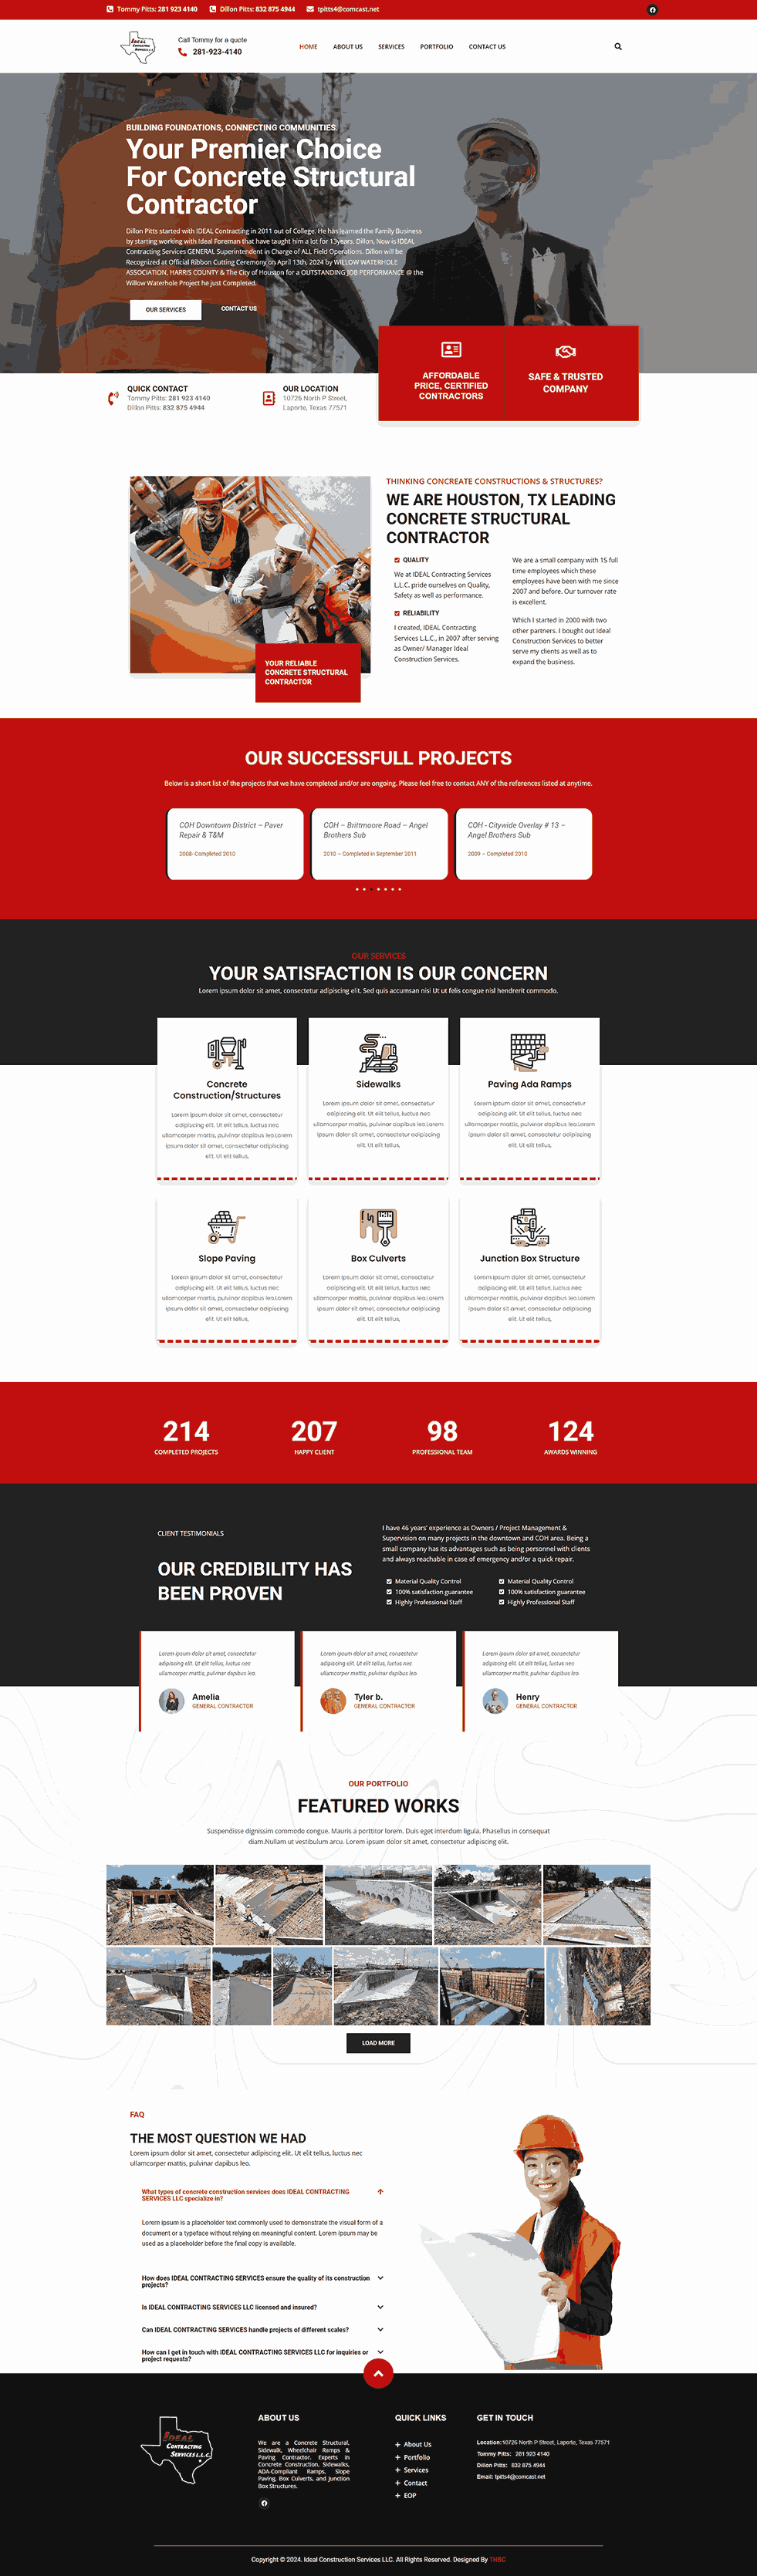 Tommy Pitts: 281 923 4140 Dillon Pitts: 832 875 4944 tpitts4@comcast.net
IDEAL
CONTRACTING
SERVICES L.L.C.
Call Tommy for a quote
281-923-4140
HOME ABOUT US SERVICES PORTFOLIO CONTACT US
BUILDING FOUNDATIONS, CONNECTING COMMUNITIES.
Your Premier Choice
For Concrete Structural
Contractor
Dillon Pitts started with IDEAL Contracting in 2011 out of College. He has learned the Family Business
by starting working with Ideal Foreman that have taught him a lot for 13years. Dillon, Now is IDEAL
Contracting Services GENERAL Superintendent in Charge of ALL Field Operations. Dillon will be
Recognized at Official Ribbon Cutting Ceremony on April 13th, 2024 by WILLOW WATERHOLE
ASSOCIATION, HARRIS COUNTY & The City of Houston for a OUTSTANDING JOB PERFORMANCE @ the
Willow Waterhole Project he just Completed.
OUR SERVICES
CONTACT US
AFFORDABLE
PRICE, CERTIFIED
CONTRACTORS
SAFE & TRUSTED
COMPANY
QUICK CONTACT
Tommy Pitts: 281 923 4140
Dillon Pitts: 832 875 4944
OUR LOCATION
10726 North P Street,
Laporte, Texas 77571
THINKING CONCREATE CONSTRUCTIONS & STRUCTURES?
WE ARE HOUSTON, TX LEADING
CONCRETE STRUCTURAL
CONTRACTOR
QUALITY
We at IDEAL Contracting Services
L.L.C. pride ourselves on Quality,
Safety as well as performance.
RELIABILITY
I created, IDEAL Contracting
Services L.L.C., in 2007 after serving
as Owner/ Manager Ideal
Construction Services.
We are a small company with 15 full
time employees which these
employees have been with me since
2007 and before. Our turnover rate
is excellent.
Which I started in 2000 with two
other partners. I bought out Ideal
Construction Services to better
serve my clients as well as to
expand the business.
YOUR RELIABLE
CONCRETE STRUCTURAL
CONTRACTOR
OUR SUCCESSFULL PROJECTS
Below is a short list of the projects that we have completed and/or are ongoing. Please feel free to contact ANY of the references listed at anytime.
COH Downtown District – Paver
Repair & T&M
2008- Completed 2010
COH – Brittmoore Road – Angel
Brothers Sub
2010 – Completed in September 2011
COH - Citywide Overlay # 13 –
Angel Brothers Sub
2009 – Completed 2010
OUR SERVICES
YOUR SATISFACTION IS OUR CONCERN
Lorem ipsum dolor sit amet, consectetur adipiscing elit. Sed quis accumsan nisi Ut ut felis congue nisl hendrerit commodo.
Concrete
Construction/Structures
Lorem ipsum dolor sit amet, consectetur
adipiscing elit. Ut elit tellus, luctus nec
ullamcorper mattis, pulvinar dapibus leo.Lorem
ipsum dolor sit amet, consectetur adipiscing
elit. Ut elit tellus,
Sidewalks
Lorem ipsum dolor sit amet, consectetur
adipiscing elit. Ut elit tellus, luctus nec
ullamcorper mattis, pulvinar dapibus leo.Lorem
ipsum dolor sit amet, consectetur adipiscing
elit. Ut elit tellus,
Paving Ada Ramps
Lorem ipsum dolor sit amet, consectetur
adipiscing elit. Ut elit tellus, luctus nec
ullamcorper mattis, pulvinar dapibus leo.Lorem
ipsum dolor sit amet, consectetur adipiscing
elit. Ut elit tellus,
Slope Paving
Lorem ipsum dolor sit amet, consectetur
adipiscing elit. Ut elit tellus, luctus nec
ullamcorper mattis, pulvinar dapibus leo.Lorem
ipsum dolor sit amet, consectetur adipiscing
elit. Ut elit tellus,
Box Culverts
Lorem ipsum dolor sit amet, consectetur
adipiscing elit. Ut elit tellus, luctus nec
ullamcorper mattis, pulvinar dapibus leo.Lorem
ipsum dolor sit amet, consectetur adipiscing
elit. Ut elit tellus,
Junction Box Structure
Lorem ipsum dolor sit amet, consectetur
adipiscing elit. Ut elit tellus, luctus nec
ullamcorper mattis, pulvinar dapibus leo.Lorem
ipsum dolor sit amet, consectetur adipiscing
elit. Ut elit tellus,
214 207 98 124
COMPLETED PROJECTS HAPPY CLIENT PROFESSIONAL TEAM AWARDS WINNING
CLIENT TESTIMONIALS
OUR CREDIBILITY HAS
BEEN PROVEN
I have 46 years' experience as Owners / Project Management &
Supervision on many projects in the downtown and COH area. Being a
small company has its advantages such as being personnel with clients
and always reachable in case of emergency and/or a quick repair.
Material Quality Control Material Quality Control
100% satisfaction guarantee 100% satisfaction guarantee
Highly Professional Staff Highly Professional Staff
Lorem ipsum dolor sit amet, consectetur
adipiscing elit. Ut elit tellus, luctus nec
ullamcorper mattis, pulvinar dapibus leo.
Amelia
GENERAL CONTRACTOR
Lorem ipsum dolor sit amet, consectetur
adipiscing elit. Ut elit tellus, luctus nec
ullamcorper mattis, pulvinar dapibus leo.
Tyler b.
GENERAL CONTRACTOR
Lorem ipsum dolor sit amet, consectetur
adipiscing elit. Ut elit tellus, luctus nec
ullamcorper mattis, pulvinar dapibus leo.
Henry
GENERAL CONTRACTOR
OUR PORTFOLIO
FEATURED WORKS
Suspendisse dignissim commodo congue. Mauris a porttitor lorem. Duis eget interdum ligula. Phasellus in consequat
diam.Nullam ut vestibulum arcu. Lorem ipsum dolor sit amet, consectetur adipiscing elit.
LOAD MORE
FAQ
THE MOST QUESTION WE HAD
Lorem ipsum dolor sit amet, consectetur adipiscing elit. Ut elit tellus, luctus nec
ullamcorper mattis, pulvinar dapibus leo.
What types of concrete construction services does IDEAL CONTRACTING
SERVICES LLC specialize in?
Lorem ipsum is a placeholder text commonly used to demonstrate the visual form of a
document or a typeface without relying on meaningful content. Lorem ipsum may be
used as a placeholder before the final copy is available.
How does IDEAL CONTRACTING SERVICES ensure the quality of its construction
projects?
Is IDEAL CONTRACTING SERVICES LLC licensed and insured?
Can IDEAL CONTRACTING SERVICES handle projects of different scales?
How can I get in touch with IDEAL CONTRACTING SERVICES LLC for inquiries or
project requests?
IDEAL
CONTRACTING
SERVICES L.L.C.
ABOUT US
We are a Concrete Structural,
Sidewalk, Wheelchair Ramps &
Paving Contractor. Experts in
Concrete Construction, Sidewalks,
ADA-Compliant Ramps, Slope
Paving, Box Culverts, and Junction
Box Structures.
QUICK LINKS
About Us
Portfolio
Services
Contact
EOP
GET IN TOUCH
Location: 10726 North P Street, Laporte, Texas 77571
Tommy Pitts: 281 923 4140
Dillon Pitts: 832 875 4944
Email: tpitts4@comcast.net
Copyright © 2024. Ideal Construction Services LLC. All Rights Reserved. Designed By THBC